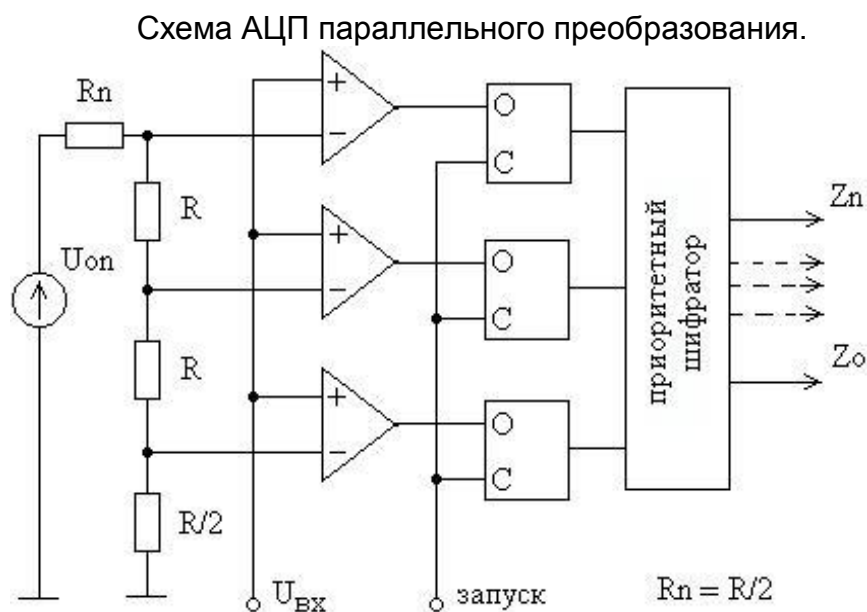 Схема АЦП параллельного преобразования.
Rn
+
−
O
C
R
Uоп
+
−
O
C
приоритетный
шифратор
Zn
R
+
−
O
C
Zo
R/2
Uвх
запуск
Rn = R/2